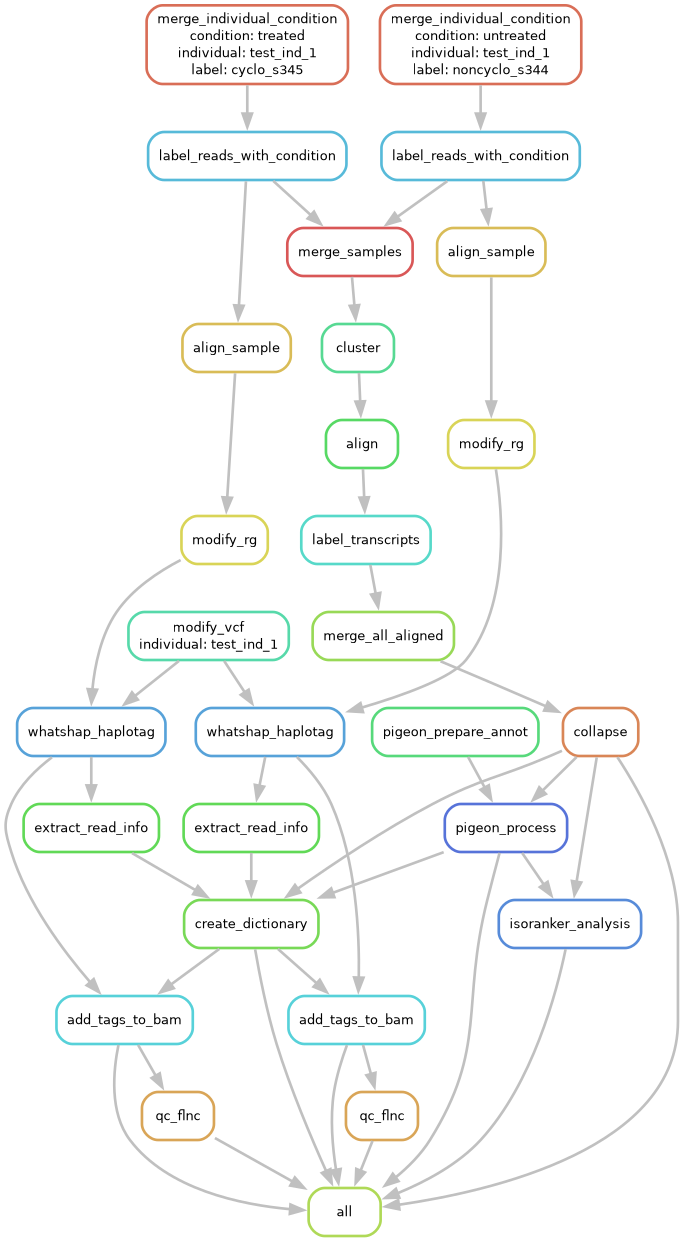 merge_individual_condition
condition: treated
individual: test_ind_1
label: cyclo_s345
merge_individual_condition
condition: untreated
individual: test_ind_1
label: noncyclo_s344
label_reads_with_condition
label_reads_with_condition
merge_samples
align_sample
align_sample
cluster
align
modify_rg
modify_rg
label_transcripts
modify_vcf
individual: test_ind_1
merge_all_aligned
whatshap_haplotag
whatshap_haplotag
pigeon_prepare_annot
collapse
extract_read_info
extract_read_info
pigeon_process
create_dictionary
isoranker_analysis
add_tags_to_bam
add_tags_to_bam
qc_flnc
qc_flnc
all